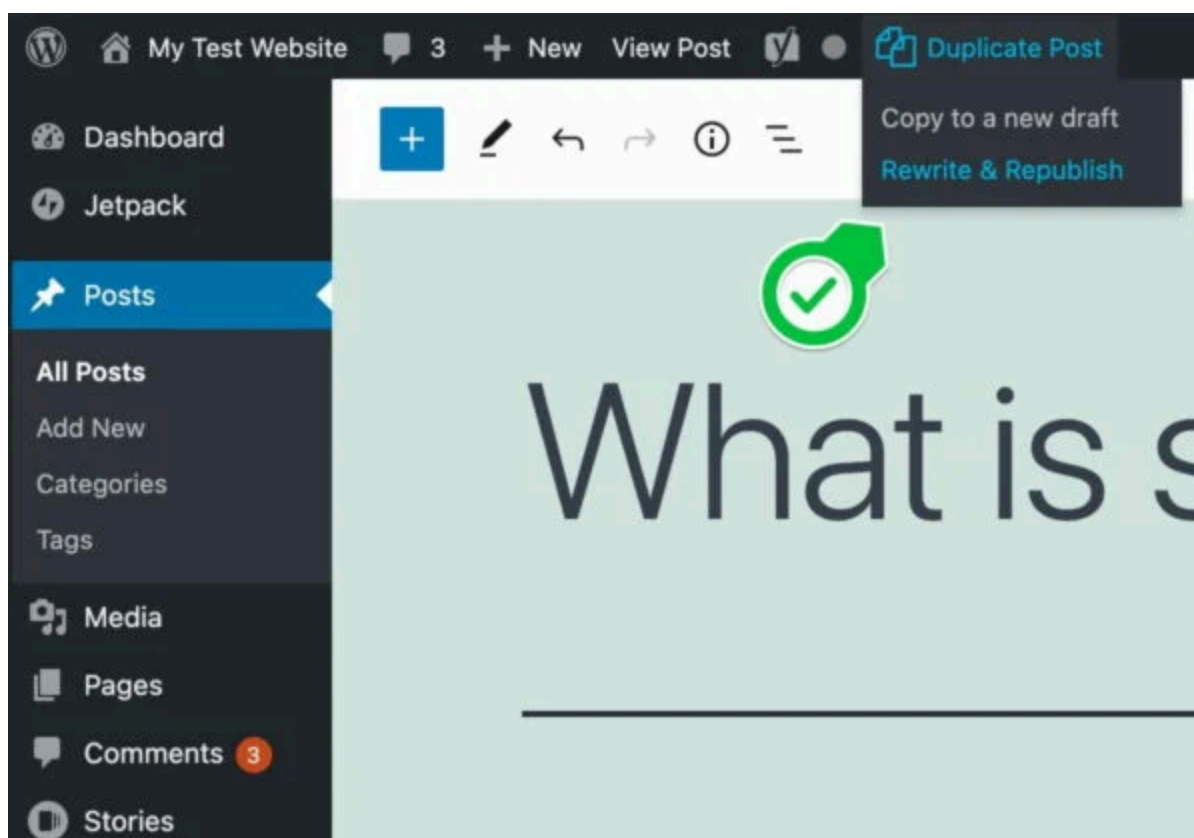 My Test Website 3 New View Post Duplicate Post
Copy to a new draft
Rewrite & Republish
Dashboard
Jetpack
Posts
All Posts
Add New
Categories
Tags
Media
Pages
Comments 3
Stories
What is s